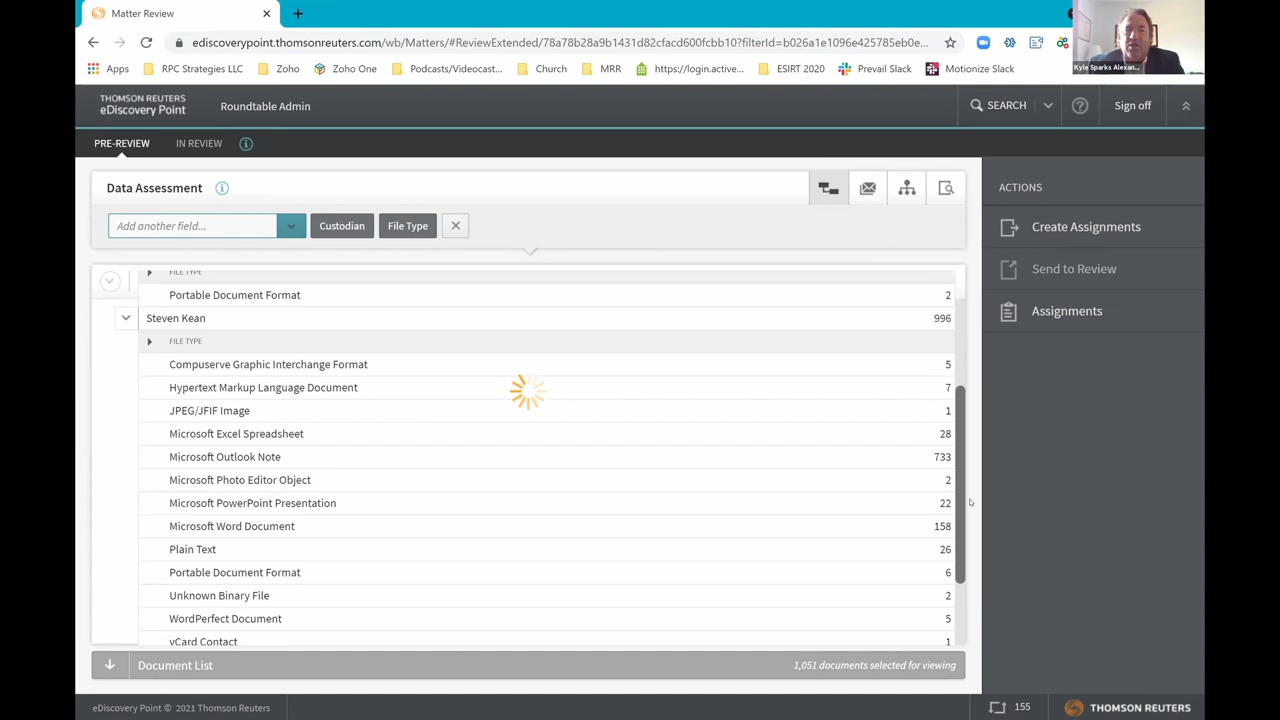 Matter Review
ediscoverypoint.thomsonreuters.com/wb/Matters/#ReviewExtended/78a78b28a9b1431d82cfacd600fcbb10?filterId=b026a1e1096e425785eb0e...
Apps RPC Strategies LLC Zoho Zoho One Podcasts/Videocast... Church MRR https://login.active... ESIRT 2020 Prevail Slack Motionize Slack
Kyle Sparks Alexan...
THOMSON REUTERS
eDiscovery Point
Roundtable Admin
SEARCH
Sign off
PRE-REVIEW IN REVIEW
Data Assessment
Add another field... Custodian File Type
FILE TYPE
Portable Document Format 2
Steven Kean 996
FILE TYPE
Compuserve Graphic Interchange Format 5
Hypertext Markup Language Document 7
JPEG/JFIF Image 1
Microsoft Excel Spreadsheet 28
Microsoft Outlook Note 733
Microsoft Photo Editor Object 2
Microsoft PowerPoint Presentation 22
Microsoft Word Document 158
Plain Text 26
Portable Document Format 6
Unknown Binary File 2
WordPerfect Document 5
vCard Contact 1
Document List 1,051 documents selected for viewing
ACTIONS
Create Assignments
Send to Review
Assignments
eDiscovery Point © 2021 Thomson Reuters
155
THOMSON REUTERS